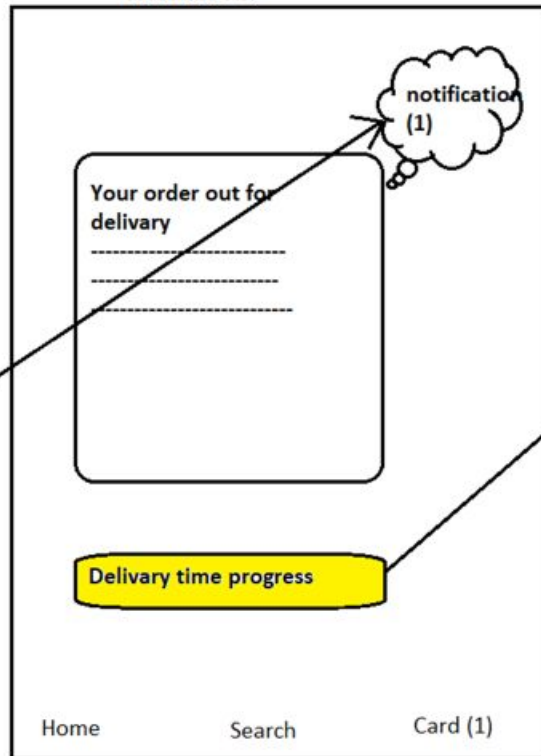 notification
(1)
Your order out for
delivary
Delivary time progress
Home Search Card (1)